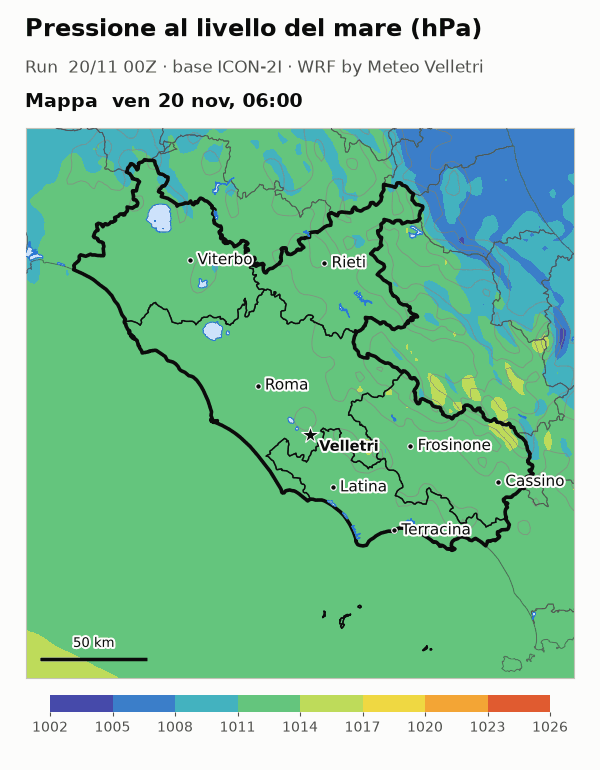 Pressione al livello del mare (hPa)
Run  20/11 00Z · base ICON-2I · WRF by Meteo Velletri
Mappa  ven 20 nov, 06:00
Viterbo
Rieti
Roma
Velletri
Frosinone
Cassino
Latina
Terracina
50 km
1002 1005 1008 1011 1014 1017 1020 1023 1026